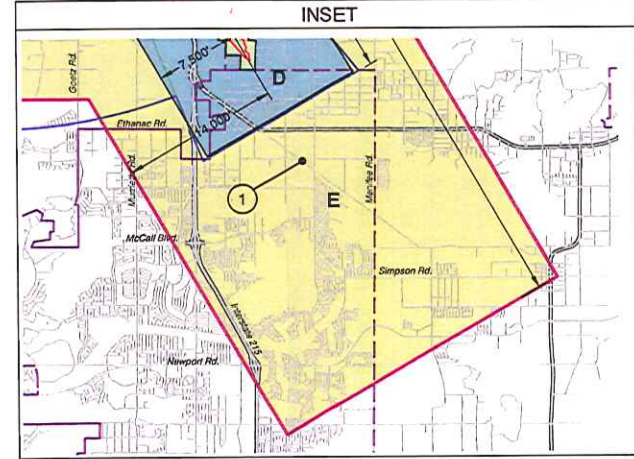 INSET
Goetz Rd.
7,500'
D
14,000'
Ethanac Rd.
Murrieta Rd.
Menifee Rd.
1
E
McCall Blvd.
Simpson Rd.
Interstate 215
Newport Rd.